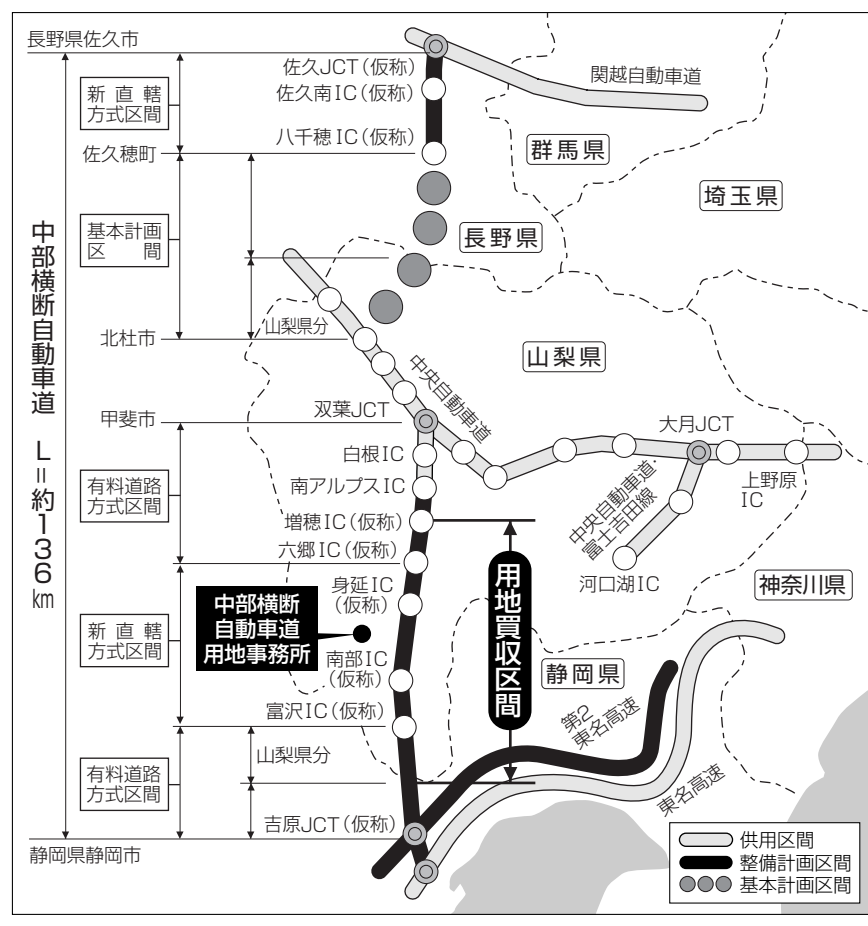 長野県佐久市
新直轄
方式区間
佐久穂町
基本計画
区間
山梨県分
北杜市
甲斐市
有料道路
方式区間
新直轄
方式区間
山梨県分
有料道路
方式区間
静岡県静岡市
中部横断自動車道 L=約136km
佐久JCT(仮称)
佐久南IC(仮称)
八千穂IC(仮称)
双葉JCT
白根IC
南アルプスIC
増穂IC(仮称)
六郷IC(仮称)
身延IC
(仮称)
中部横断
自動車道
用地事務所
南部IC
(仮称)
富沢IC(仮称)
吉原JCT(仮称)
関越自動車道
群馬県
埼玉県
長野県
山梨県
中央自動車道
大月JCT
上野原
IC
中央自動車道・
富士吉田線
河口湖IC
神奈川県
用地買収区間
静岡県
第2
東名高速
東名高速
供用区間
整備計画区間
基本計画区間